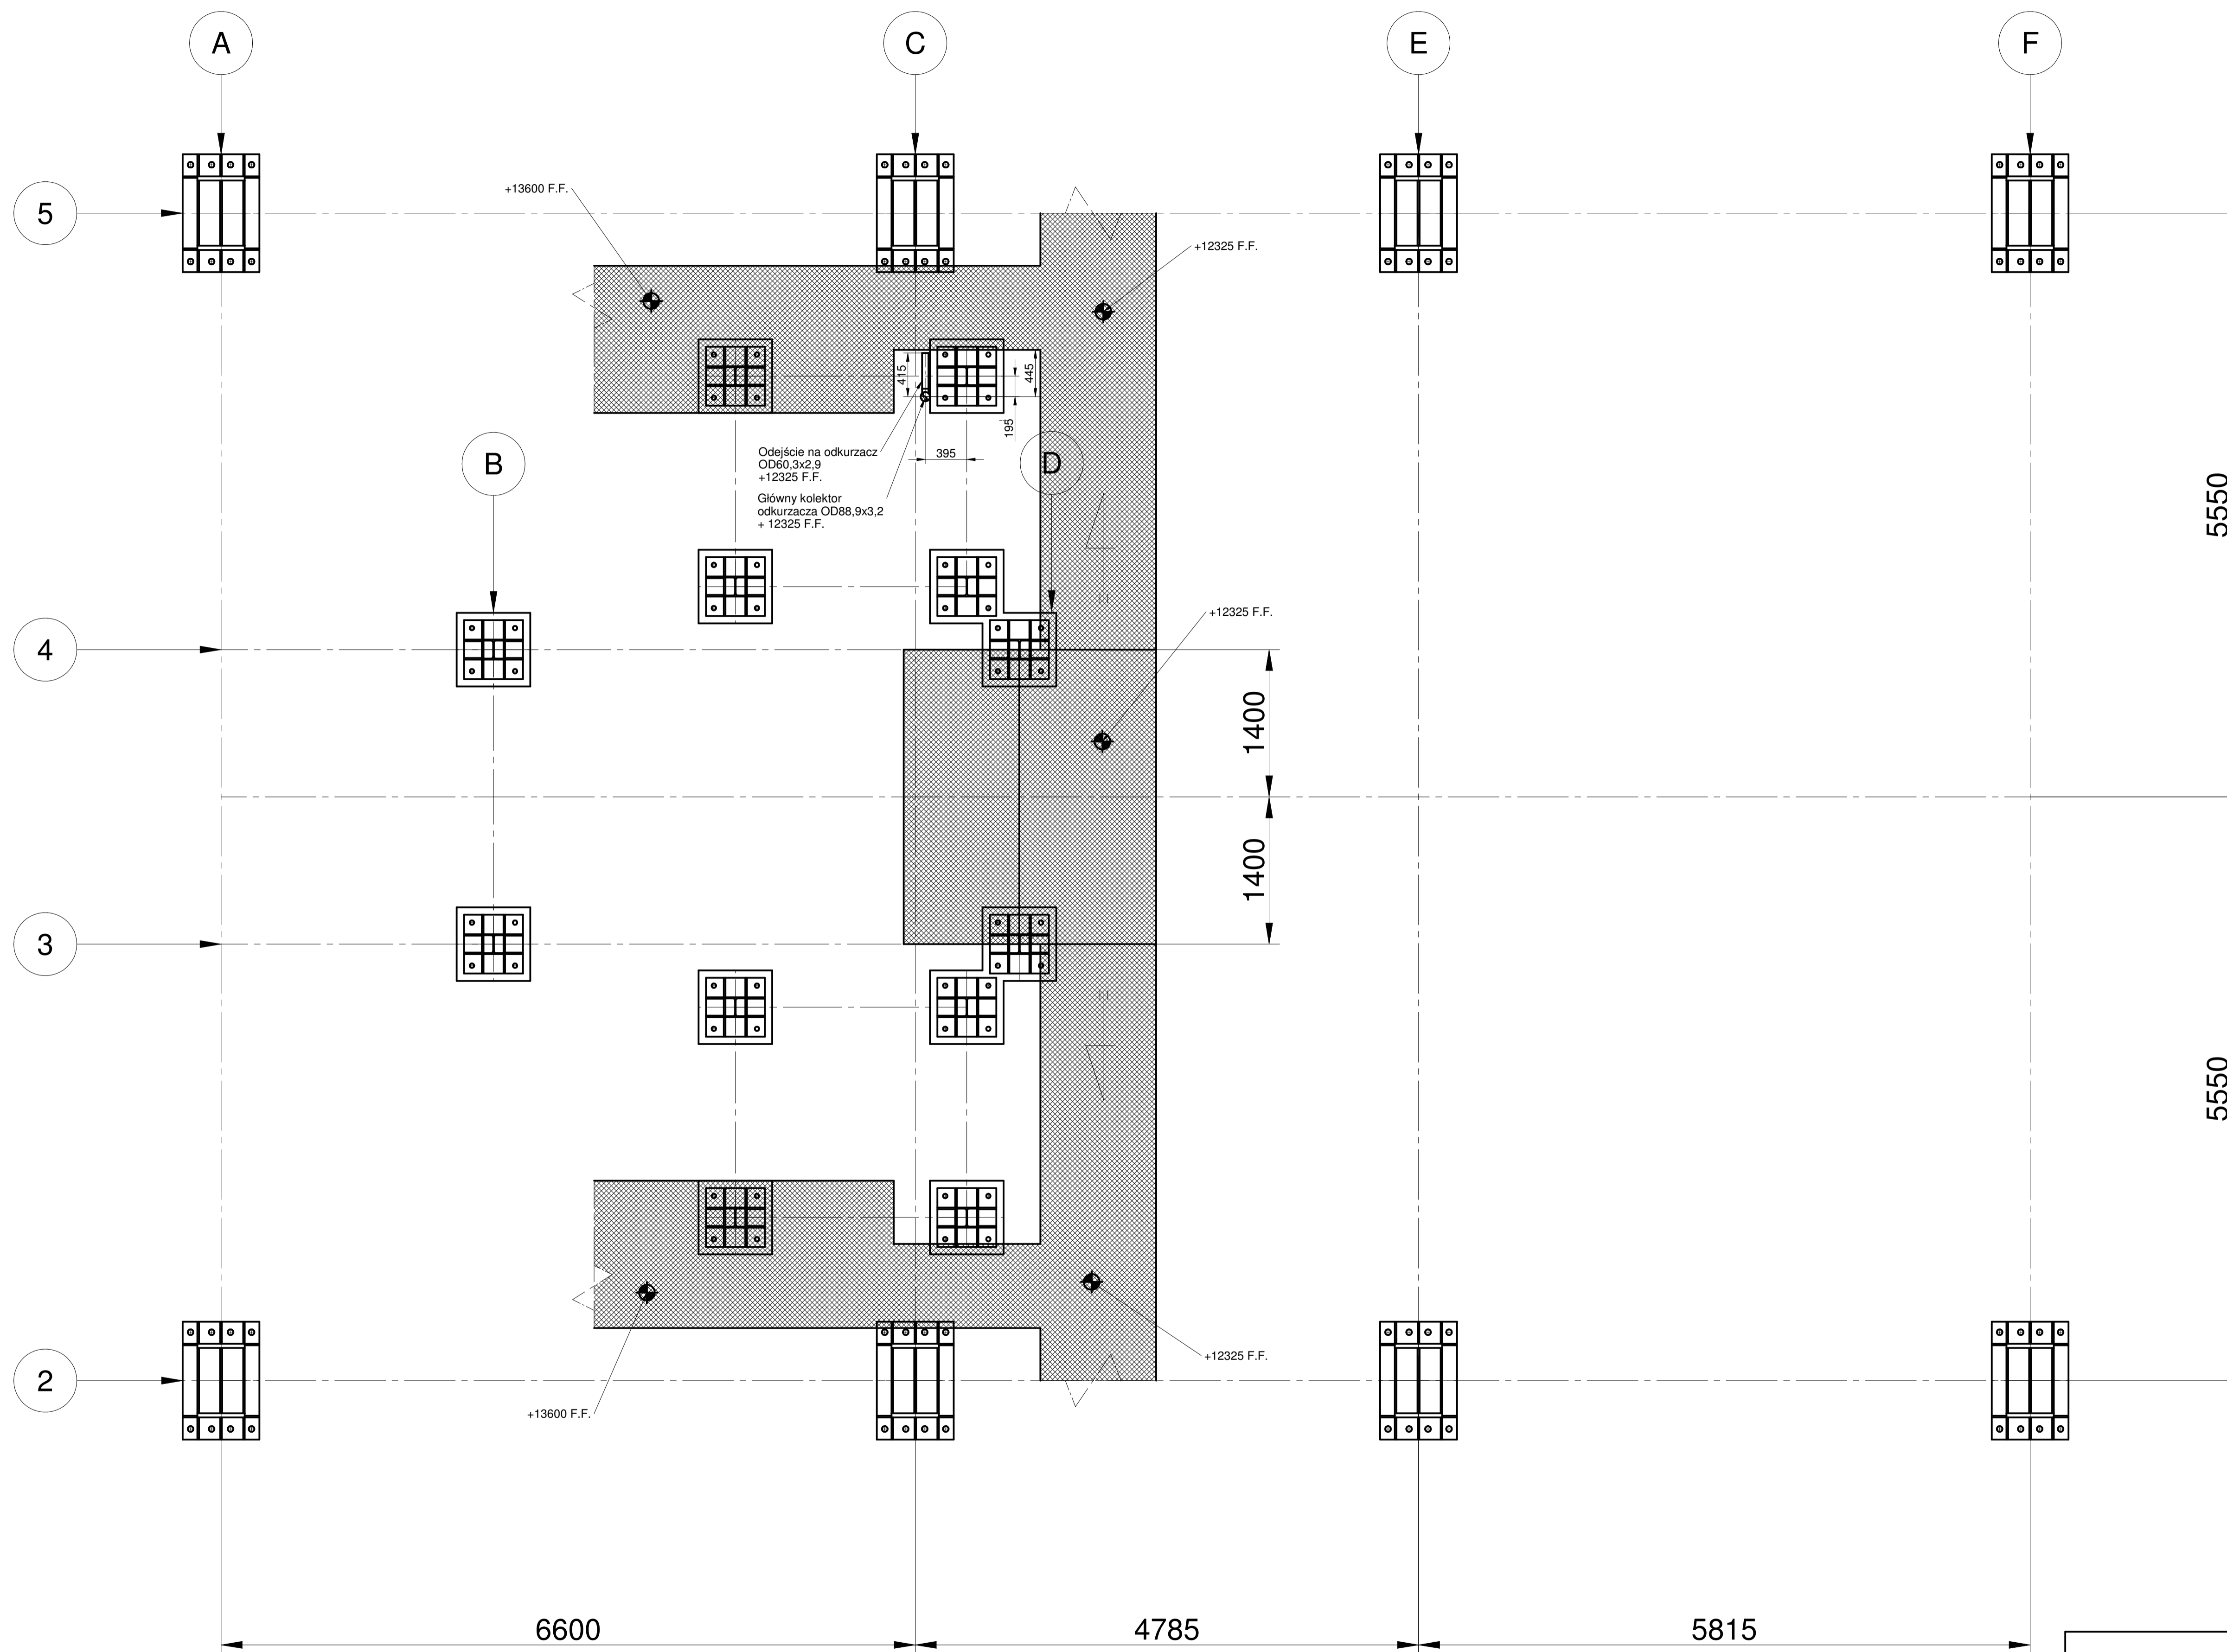 A
C
E
F
5
+13600 F.F.
+12325 F.F.
415
445
195
395
Odejście na odkurzacz
OD60,3x2,9
+12325 F.F.
Główny kolektor
odkurzacza OD88,9x3,2
+ 12325 F.F.
B
D
5550
4
+12325 F.F.
1400
1400
3
5550
2
+12325 F.F.
+13600 F.F.
6600
4785
5815